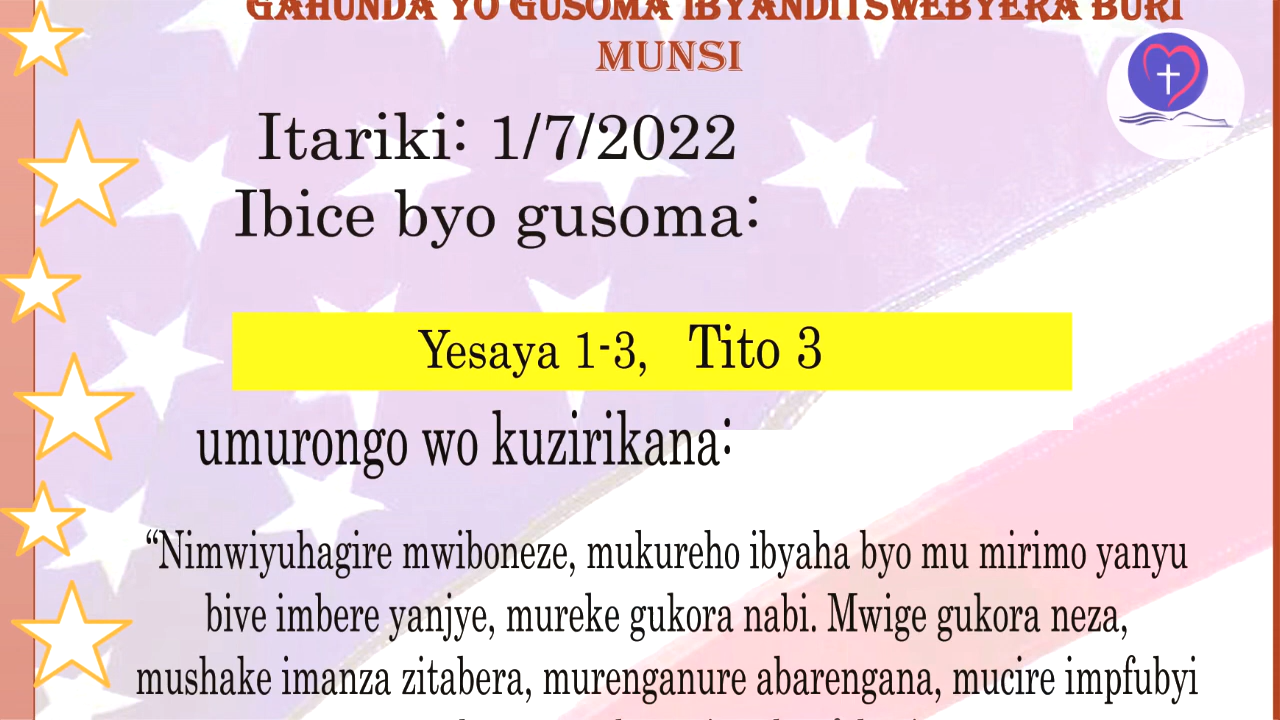 GAHUNDA YO GUSOMA IBYANDITSWEBYERA BURI
MUNSI
Itariki: 1/7/2022
Ibice byo gusoma:
Yesaya 1-3, Tito 3
umurongo wo kuzirikana:
“Nimwiyuhagire mwiboneze, mukureho ibyaha byo mu mirimo yanyu
bive imbere yanjye, mureke gukora nabi. Mwige gukora neza,
mushake imanza zitabera, murenganure abarengana, mucire impfubyi